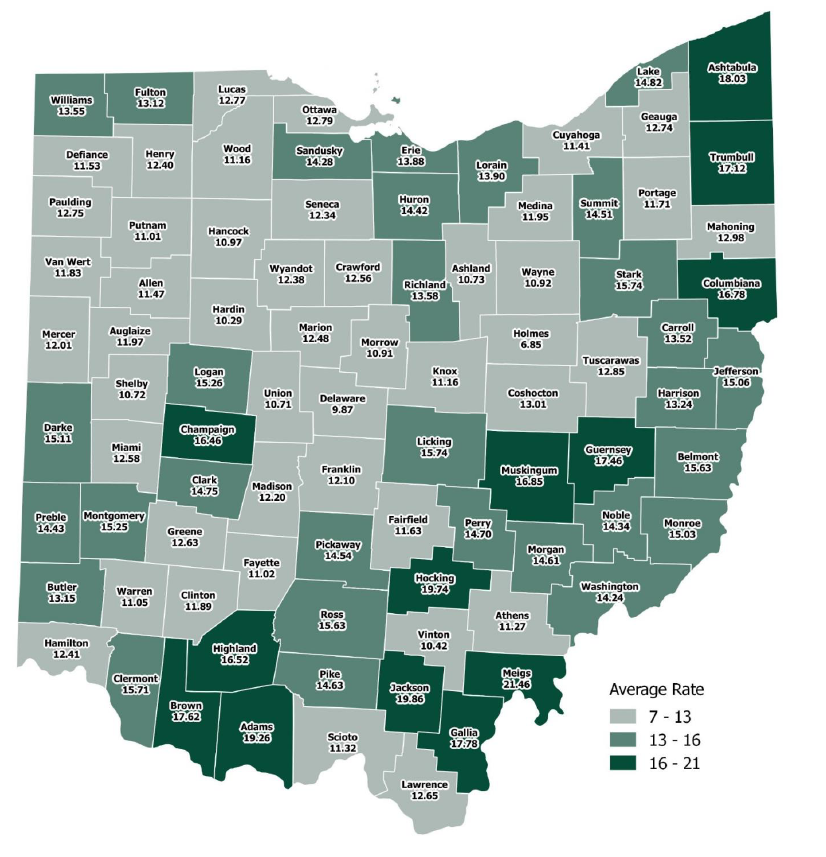 Ashtabula
18.03
Lake
14.82
Geauga
12.74
Cuyahoga
11.41
Trumbull
17.12
Lucas
12.77
Fulton
13.12
Williams
13.55
Ottawa
12.79
Wood
11.16
Sandusky
14.28
Erie
13.88
Lorain
13.90
Defiance
11.53
Henry
12.40
Paulding
12.75
Putnam
11.01
Hancock
10.97
Seneca
12.34
Huron
14.42
Medina
11.95
Summit
14.51
Portage
11.71
Mahoning
12.98
Van Wert
11.83
Allen
11.47
Wyandot
12.38
Crawford
12.56
Richland
13.58
Ashland
10.73
Wayne
10.92
Stark
15.74
Columbiana
16.78
Hardin
10.29
Mercer
12.01
Auglaize
11.97
Marion
12.48
Morrow
10.91
Holmes
6.85
Carroll
13.52
Tuscarawas
12.85
Jefferson
15.06
Logan
15.26
Shelby
10.72
Union
10.71
Delaware
9.87
Knox
11.16
Coshocton
13.01
Harrison
13.24
Darke
15.11
Miami
12.58
Champaign
16.46
Licking
15.74
Muskingum
16.85
Guernsey
17.46
Belmont
15.63
Clark
14.75
Madison
12.20
Franklin
12.10
Preble
14.43
Montgomery
15.25
Greene
12.63
Fairfield
11.63
Perry
14.70
Noble
14.34
Monroe
15.03
Fayette
11.02
Pickaway
14.54
Morgan
14.61
Butler
13.15
Warren
11.05
Clinton
11.89
Hocking
19.74
Washington
14.24
Ross
15.63
Athens
11.27
Vinton
10.42
Hamilton
12.41
Clermont
15.71
Highland
16.52
Pike
14.63
Jackson
19.86
Meigs
21.46
Brown
17.62
Adams
19.26
Scioto
11.32
Gallia
17.78
Lawrence
12.65
Average Rate
7 - 13
13 - 16
16 - 21